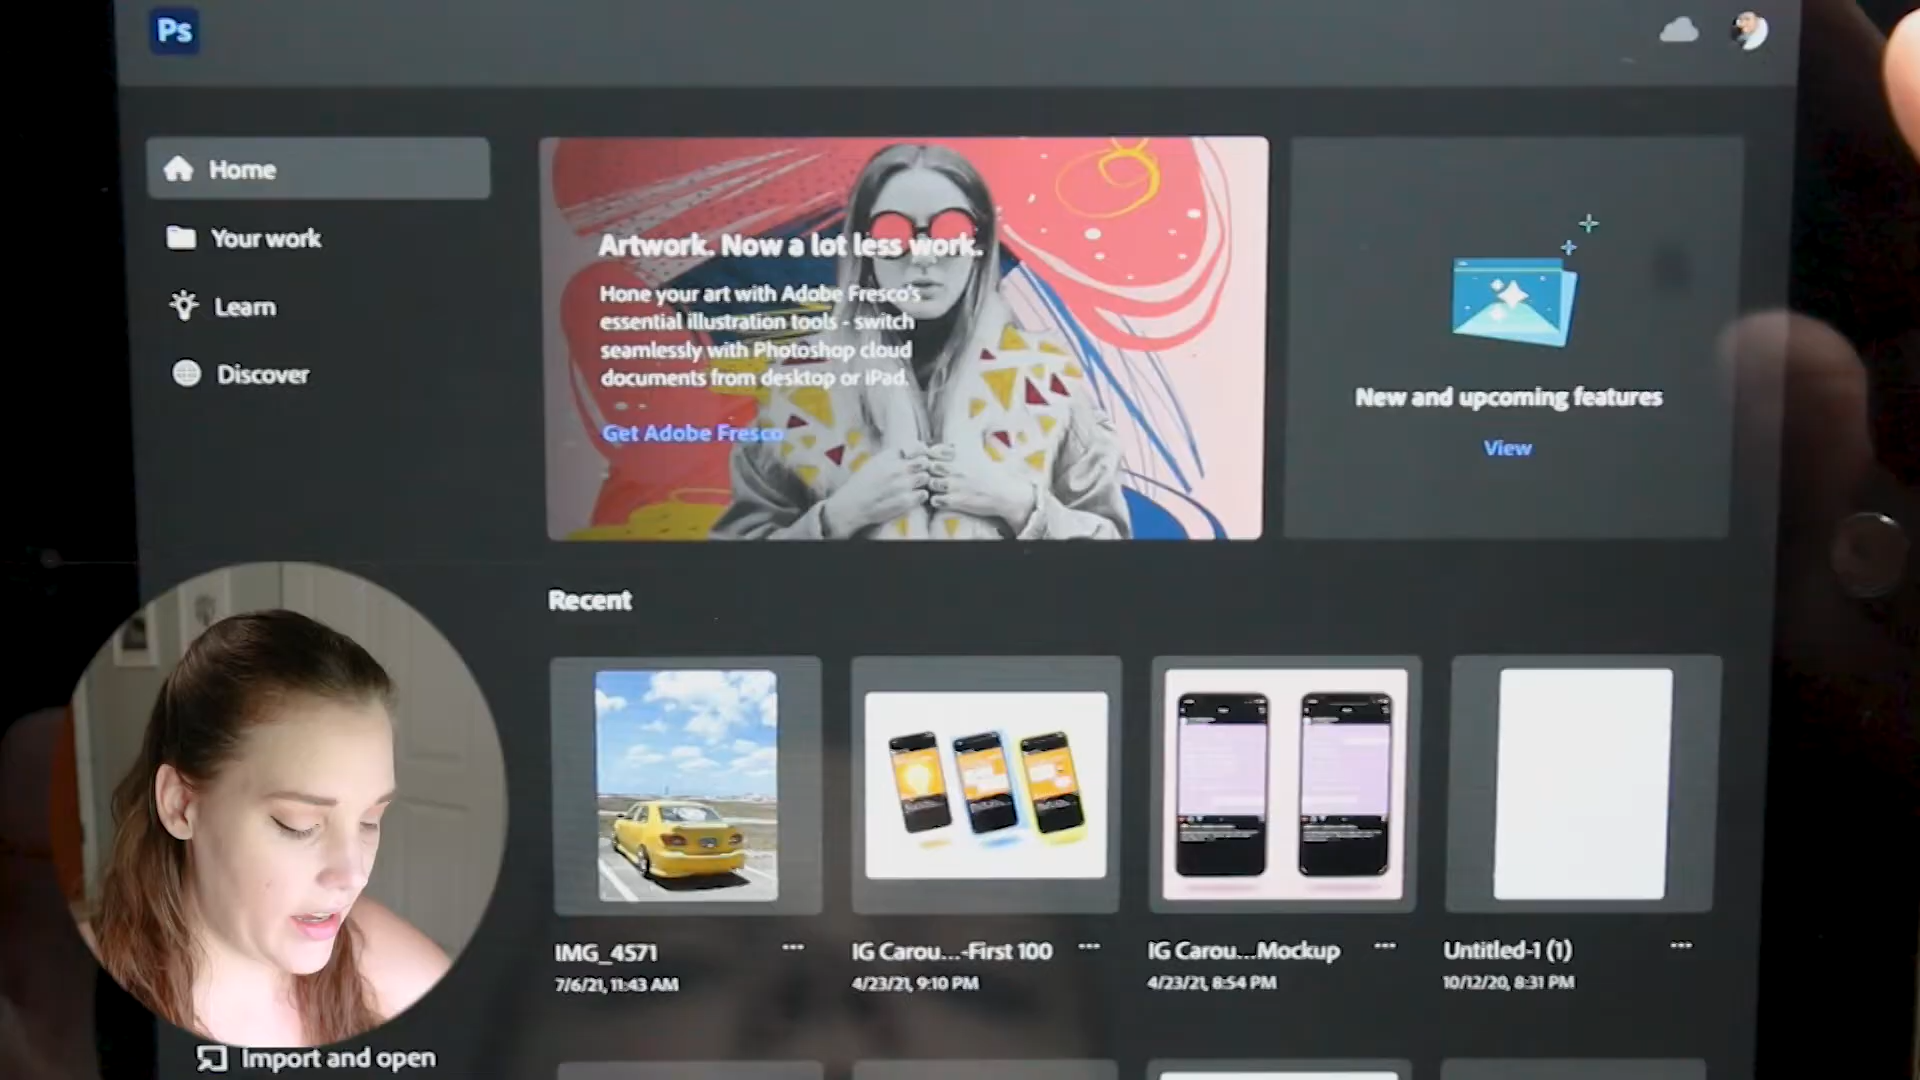 Ps
Home
Your work
Learn
Discover
Artwork. Now a lot less work.
Hone your art with Adobe Fresco's
essential illustration tools - switch
seamlessly with Photoshop cloud
documents from desktop or iPad.
Get Adobe Fresco
New and upcoming features
View
Recent
IMG_4571
7/6/21, 11:43 AM
IG Carou...-First 100
4/23/21, 9:10 PM
IG Carou...Mockup
4/23/21, 8:54 PM
Untitled-1 (1)
10/12/20, 8:31 PM
Import and open